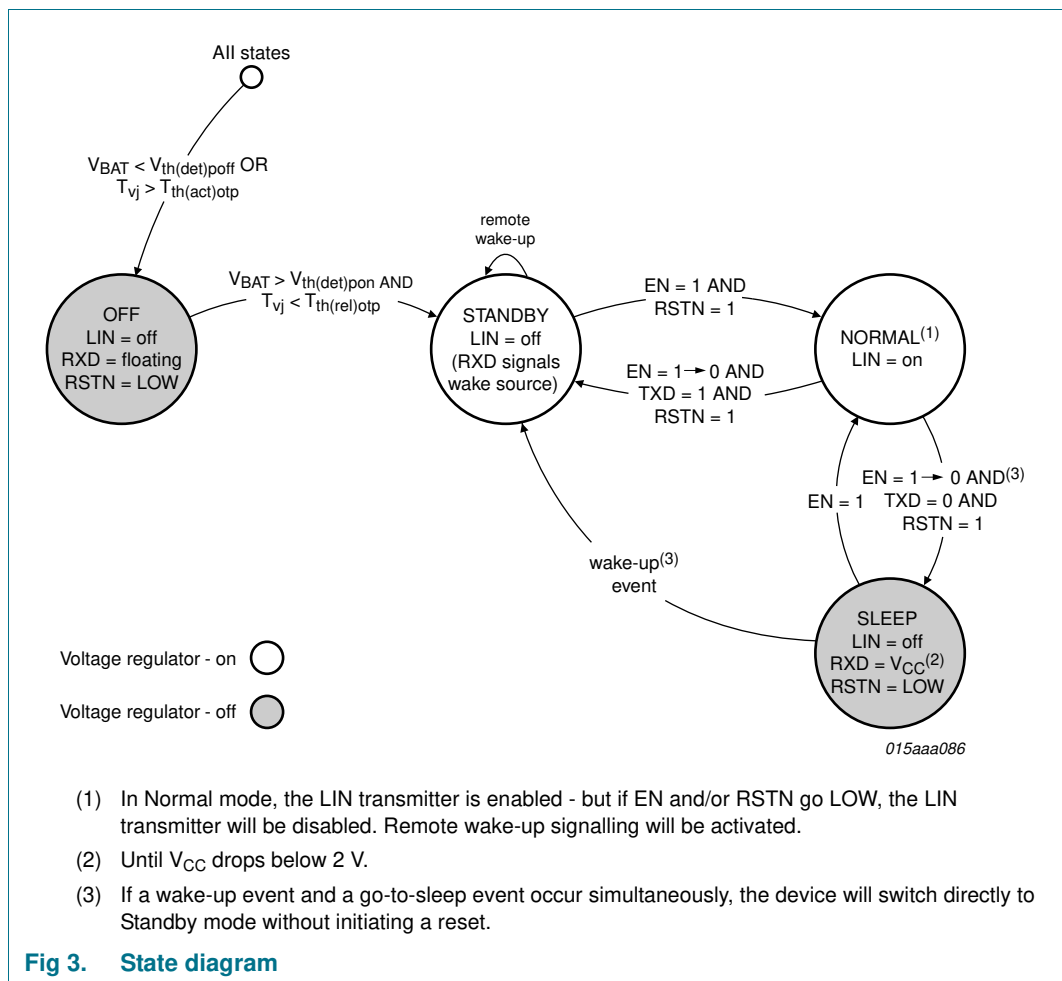 All states
VBAT < Vth(det)poff OR
Tvj > Tth(act)otp
OFF
LIN = off
RXD = floating
RSTN = LOW
VBAT > Vth(det)pon AND
Tvj < Tth(rel)otp
remote
wake-up
STANDBY
LIN = off
(RXD signals
wake source)
EN = 1 AND
RSTN = 1
EN = 1→ 0 AND
TXD = 1 AND
RSTN = 1
NORMAL(1)
LIN = on
EN = 1→ 0 AND(3)
TXD = 0 AND
RSTN = 1
EN = 1
wake-up(3)
event
SLEEP
LIN = off
RXD = VCC(2)
RSTN = LOW
Voltage regulator - on
Voltage regulator - off
015aaa086
(1) In Normal mode, the LIN transmitter is enabled - but if EN and/or RSTN go LOW, the LIN
transmitter will be disabled. Remote wake-up signalling will be activated.
(2) Until VCC drops below 2 V.
(3) If a wake-up event and a go-to-sleep event occur simultaneously, the device will switch directly to
Standby mode without initiating a reset.
Fig 3. State diagram